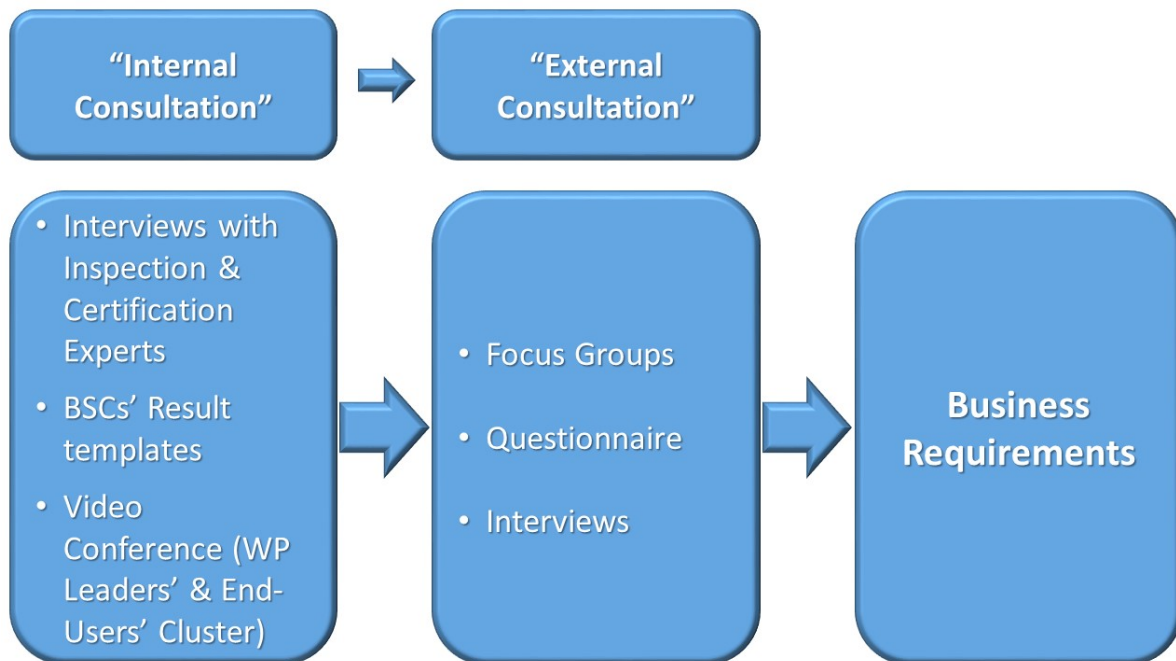 “Internal
Consultation”
“External
Consultation”
• Interviews with
Inspection &
Certification
Experts
• BSCs’ Result
templates
• Video
Conference (WP
Leaders’ & End-
Users’ Cluster)
• Focus Groups
• Questionnaire
• Interviews
Business
Requirements